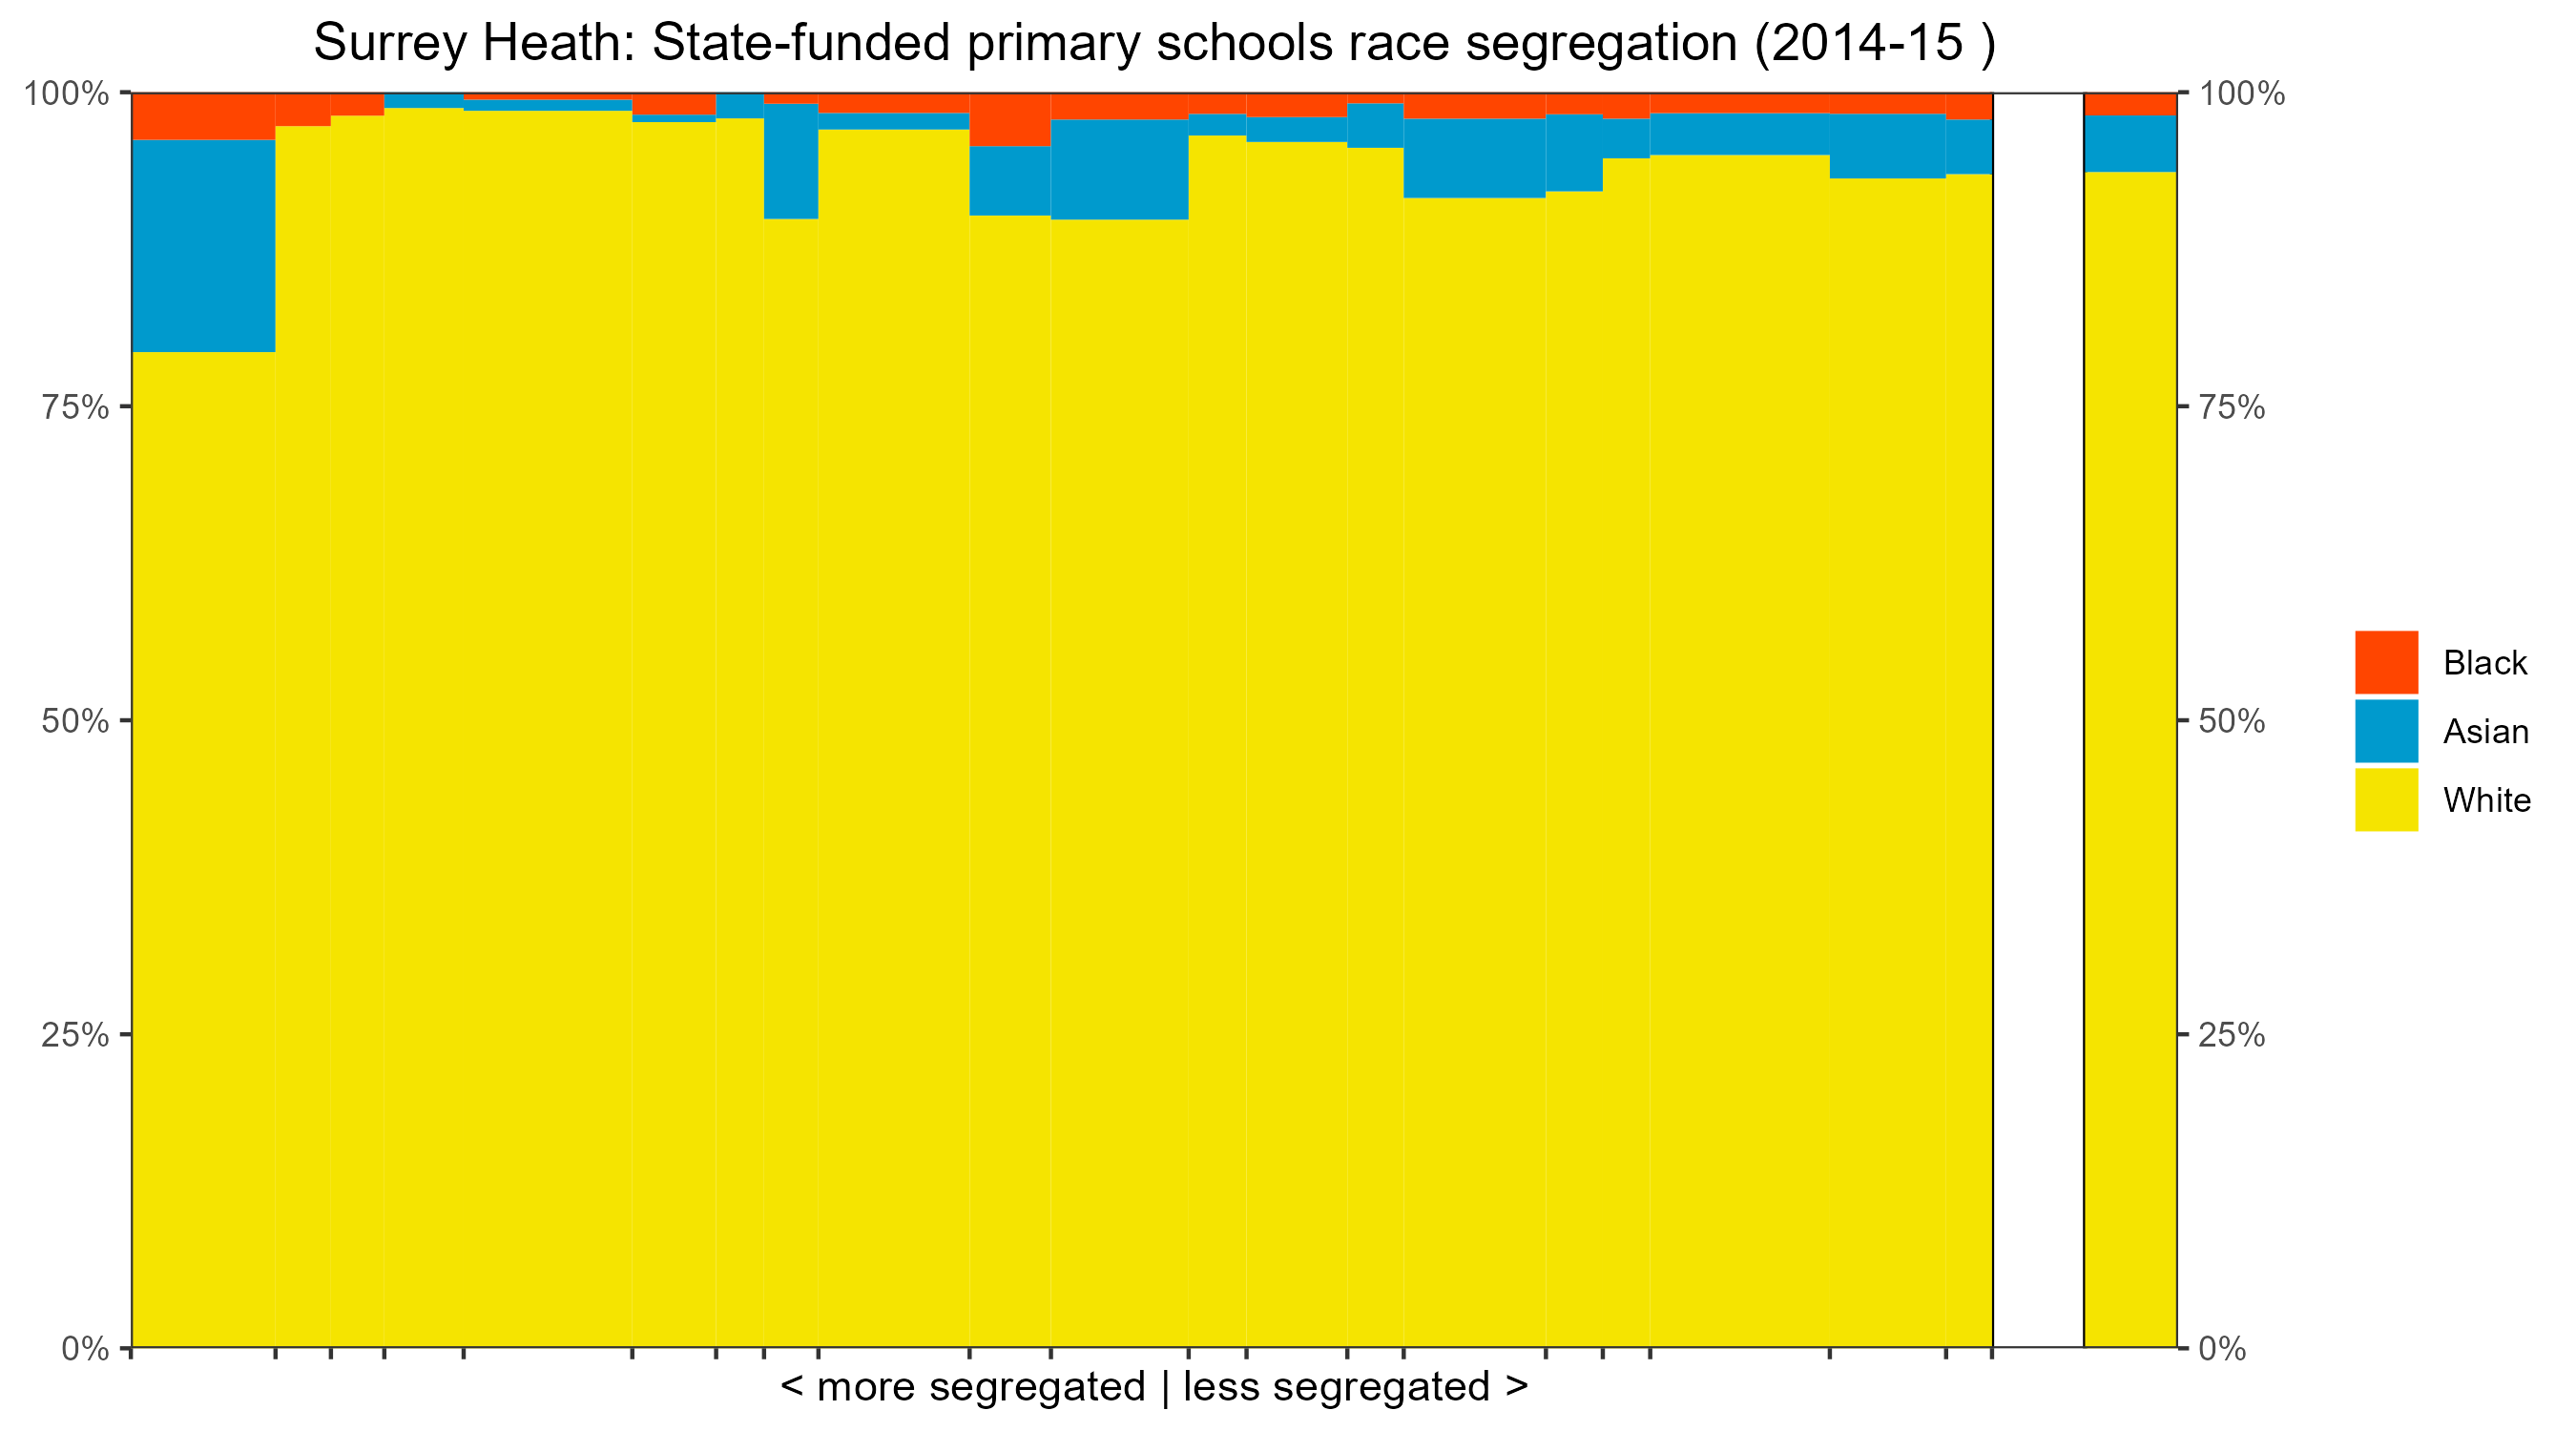 Surrey Heath: State-funded primary schools race segregation (2014-15 )
100%
75%
50%
25%
0%
100%
75%
50%
25%
0%
Black
Asian
White
< more segregated | less segregated >